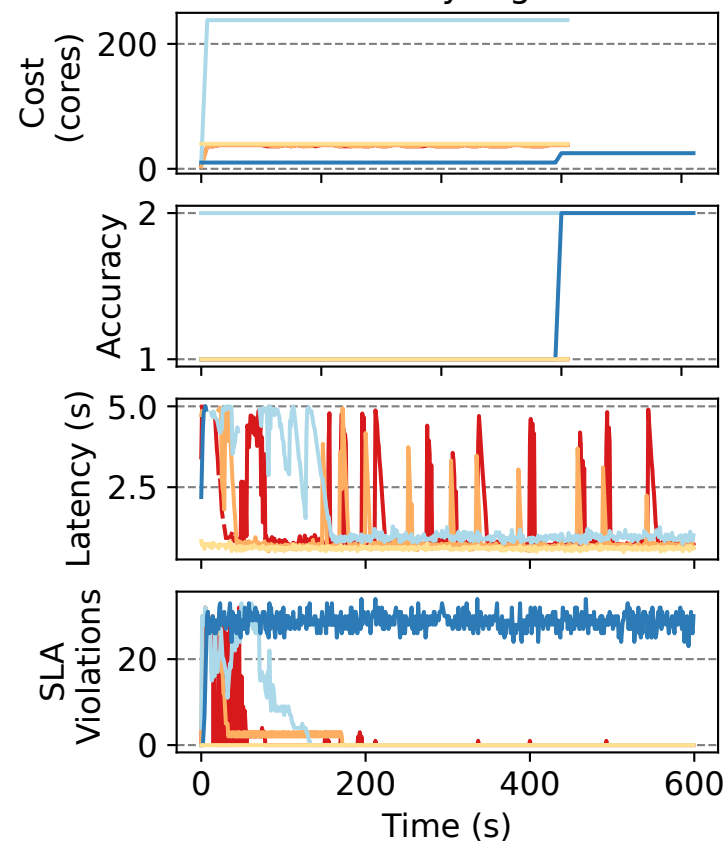 200
0
Cost
(cores)
2
1
Accuracy
5.0
2.5
Latency (s)
20
0
SLA
Violations
0
200
400
600
Time (s)